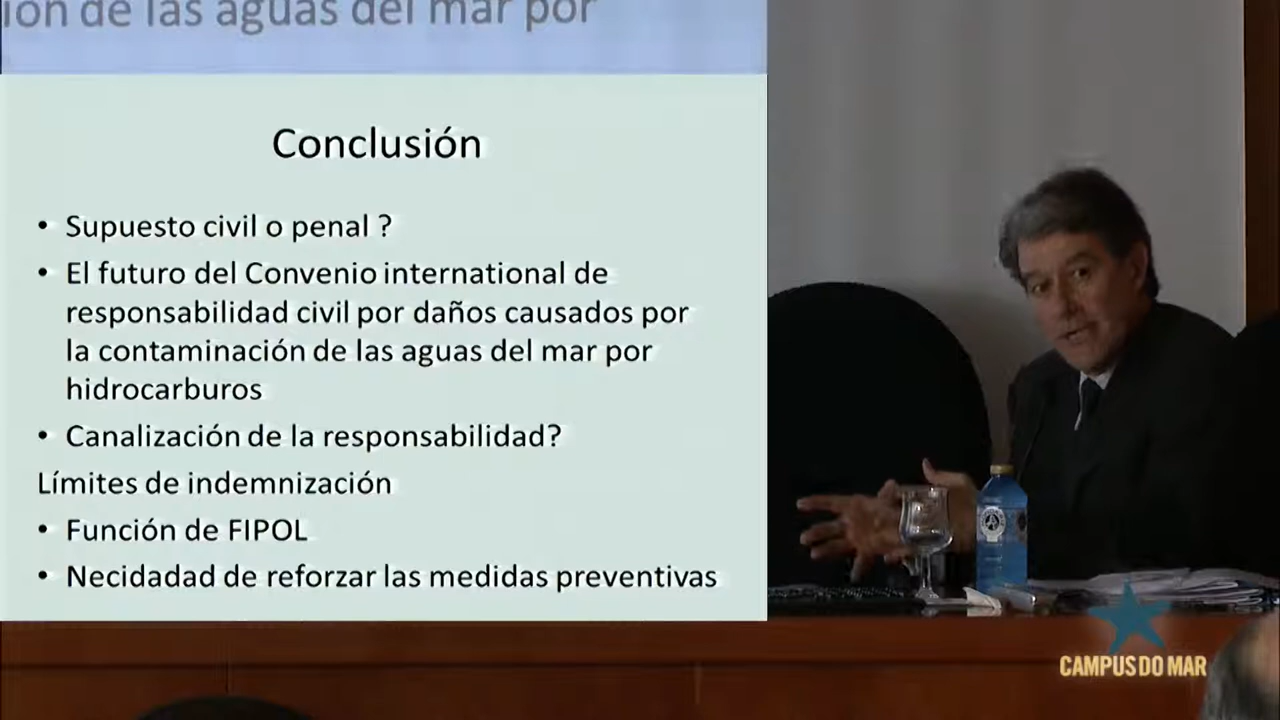 ión de las aguas del mar por
Conclusión
• Supuesto civil o penal ?
• El futuro del Convenio international de
responsabilidad civil por daños causados por
la contaminación de las aguas del mar por
hidrocarburos
• Canalización de la responsabilidad?
Límites de indemnización
• Función de FIPOL
• Necidadad de reforzar las medidas preventivas
CAMPUS DO MAR